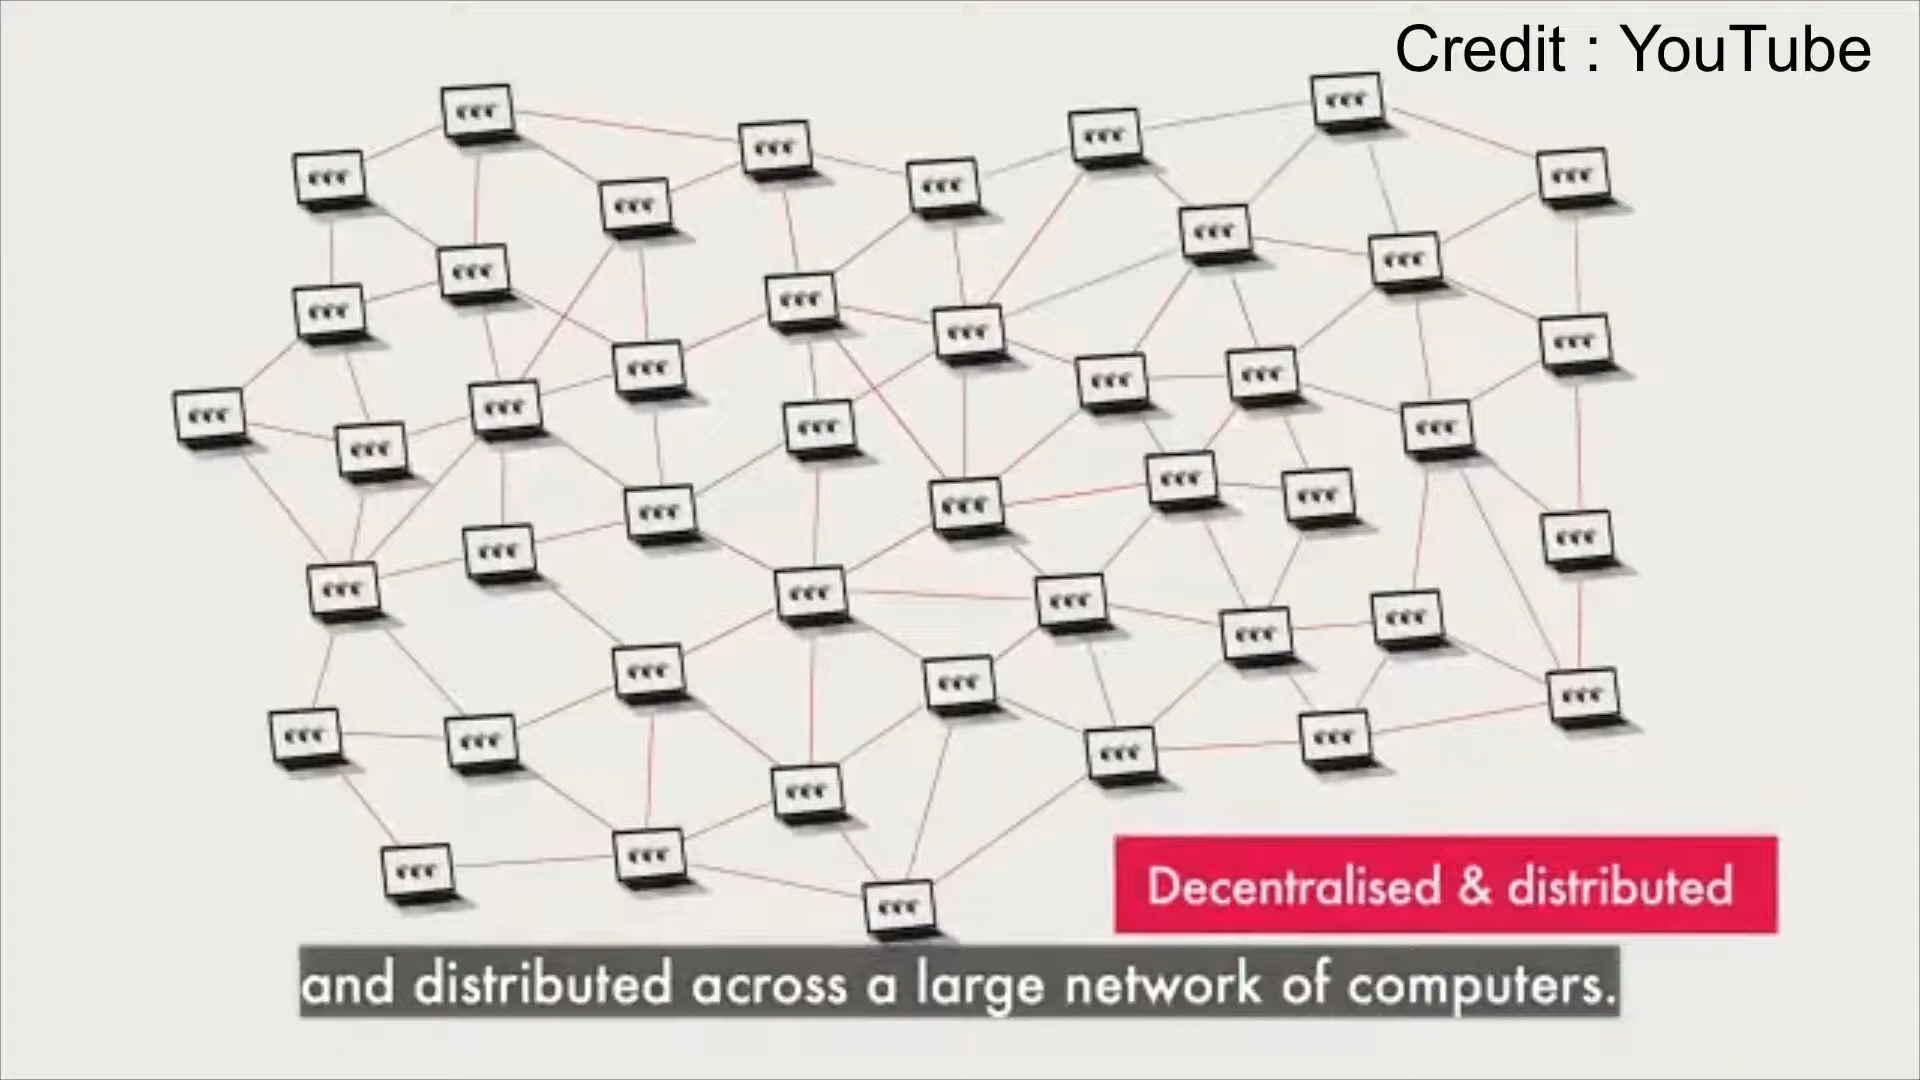 Credit : YouTube
Decentralised & distributed
and distributed across a large network of computers.